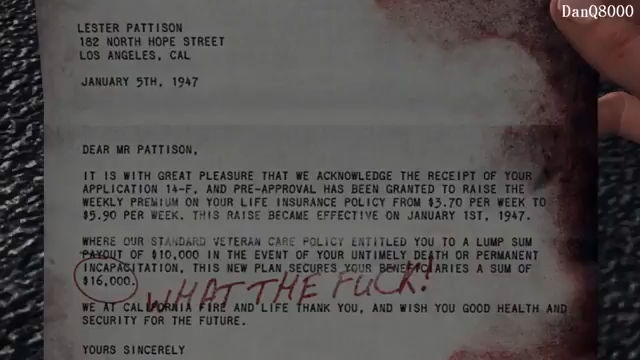 DanQ8000
LESTER PATTISON
182 NORTH HOPE STREET
LOS ANGELES, CAL
JANUARY 5TH, 1947
DEAR MR PATTISON,
IT IS WITH GREAT PLEASURE THAT WE ACKNOWLEDGE THE RECEIPT OF YOUR
APPLICATION 14-F. AND PRE-APPROVAL HAS BEEN GRANTED TO RAISE THE
WEEKLY PREMIUM ON YOUR LIFE INSURANCE POLICY FROM $3.70 PER WEEK TO
$5.90 PER WEEK. THIS RAISE BECAME EFFECTIVE ON JANUARY 1ST, 1947.
WHERE OUR STANDARD VETERAN CARE POLICY ENTITLED YOU TO A LUMP SUM
PAYOUT OF $10,000 IN THE EVENT OF YOUR UNTIMELY DEATH OR PERMANENT
INCAPACITATION, THIS NEW PLAN SECURES YOUR BENEFICIARIES A SUM OF
$16,000.
WHAT THE FUCK!
WE AT CALIFORNIA FIRE AND LIFE THANK YOU, AND WISH YOU GOOD HEALTH AND
SECURITY FOR THE FUTURE.
YOURS SINCERELY